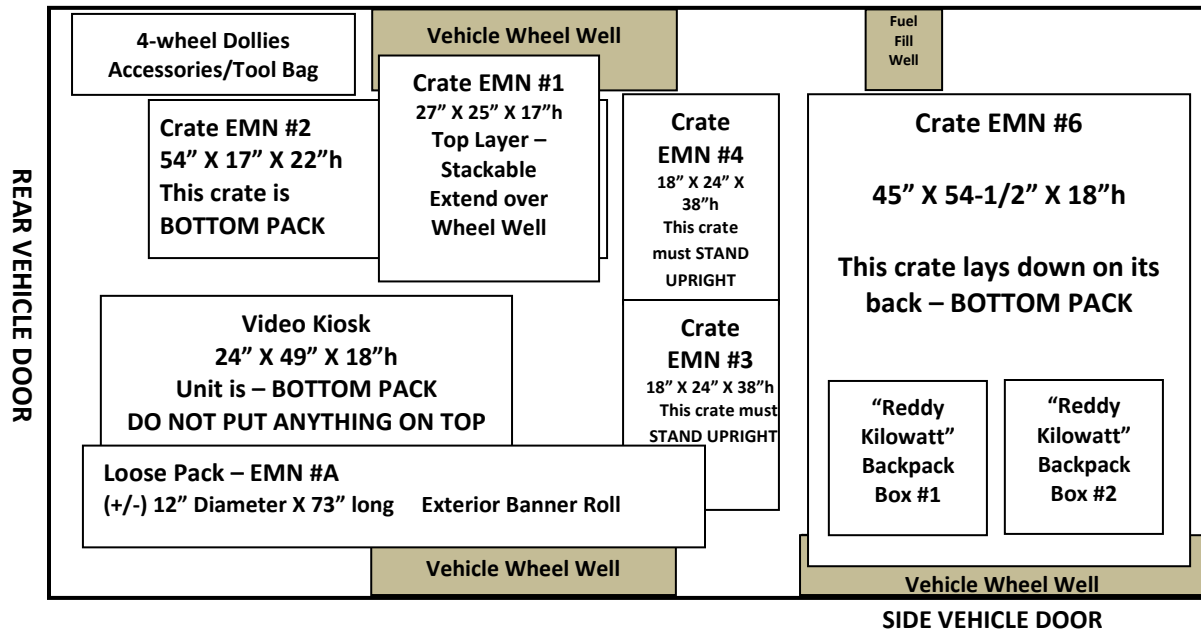 4-wheel Dollies
Accessories/Tool Bag
Vehicle Wheel Well
Fuel
Fill
Well
Crate EMN #1
27” X 25” X 17”h
Top Layer –
Stackable
Extend over
Wheel Well
Crate EMN #2
54” X 17” X 22”h
This crate is
BOTTOM PACK
Crate
EMN #4
18” X 24” X
38”h
This crate
must STAND
UPRIGHT
Crate EMN #6
45” X 54-1/2” X 18”h
This crate lays down on its
back – BOTTOM PACK
REAR VEHICLE DOOR
Video Kiosk
24” X 49” X 18”h
Unit is – BOTTOM PACK
DO NOT PUT ANYTHING ON TOP
Crate
EMN #3
18” X 24” X 38”h
This crate must
STAND UPRIGHT
“Reddy
Kilowatt”
Backpack
Box #1
“Reddy
Kilowatt”
Backpack
Box #2
Loose Pack – EMN #A
(+/-) 12” Diameter X 73” long Exterior Banner Roll
Vehicle Wheel Well
Vehicle Wheel Well
SIDE VEHICLE DOOR